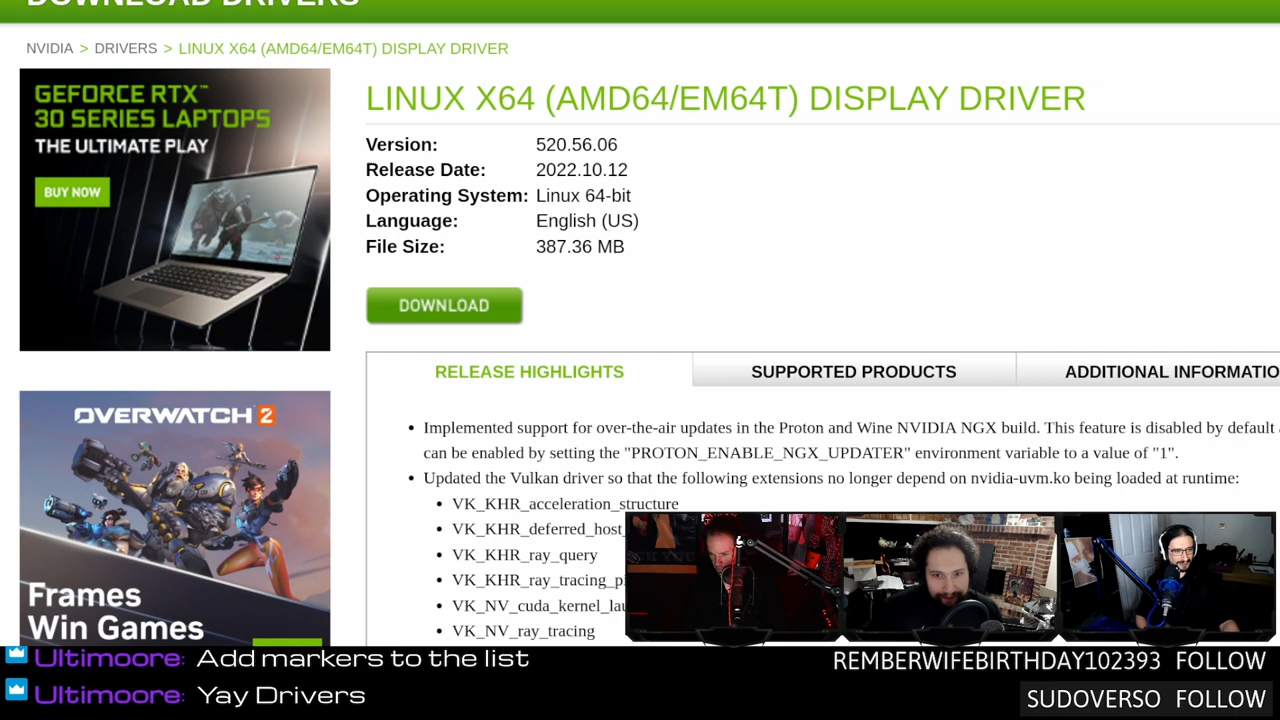 DOWNLOAD DRIVERS
NVIDIA > DRIVERS > LINUX X64 (AMD64/EM64T) DISPLAY DRIVER
GEFORCE RTX™
30 SERIES LAPTOPS
THE ULTIMATE PLAY
BUY NOW
LINUX X64 (AMD64/EM64T) DISPLAY DRIVER
Version: 520.56.06
Release Date: 2022.10.12
Operating System: Linux 64-bit
Language: English (US)
File Size: 387.36 MB
DOWNLOAD
RELEASE HIGHLIGHTS SUPPORTED PRODUCTS ADDITIONAL INFORMATIO
OVERWATCH 2
Frames
Win Games
• Implemented support for over-the-air updates in the Proton and Wine NVIDIA NGX build. This feature is disabled by default
can be enabled by setting the "PROTON_ENABLE_NGX_UPDATER" environment variable to a value of "1".
• Updated the Vulkan driver so that the following extensions no longer depend on nvidia-uvm.ko being loaded at runtime:
• VK_KHR_acceleration_structure
• VK_KHR_deferred_host_
• VK_KHR_ray_query
• VK_KHR_ray_tracing_p
• VK_NV_cuda_kernel_lau
• VK_NV_ray_tracing
Ultimoore: Add markers to the list
Ultimoore: Yay Drivers
REMBERWIFEBIRTHDAY102393 FOLLOW
SUDOVERSO FOLLOW